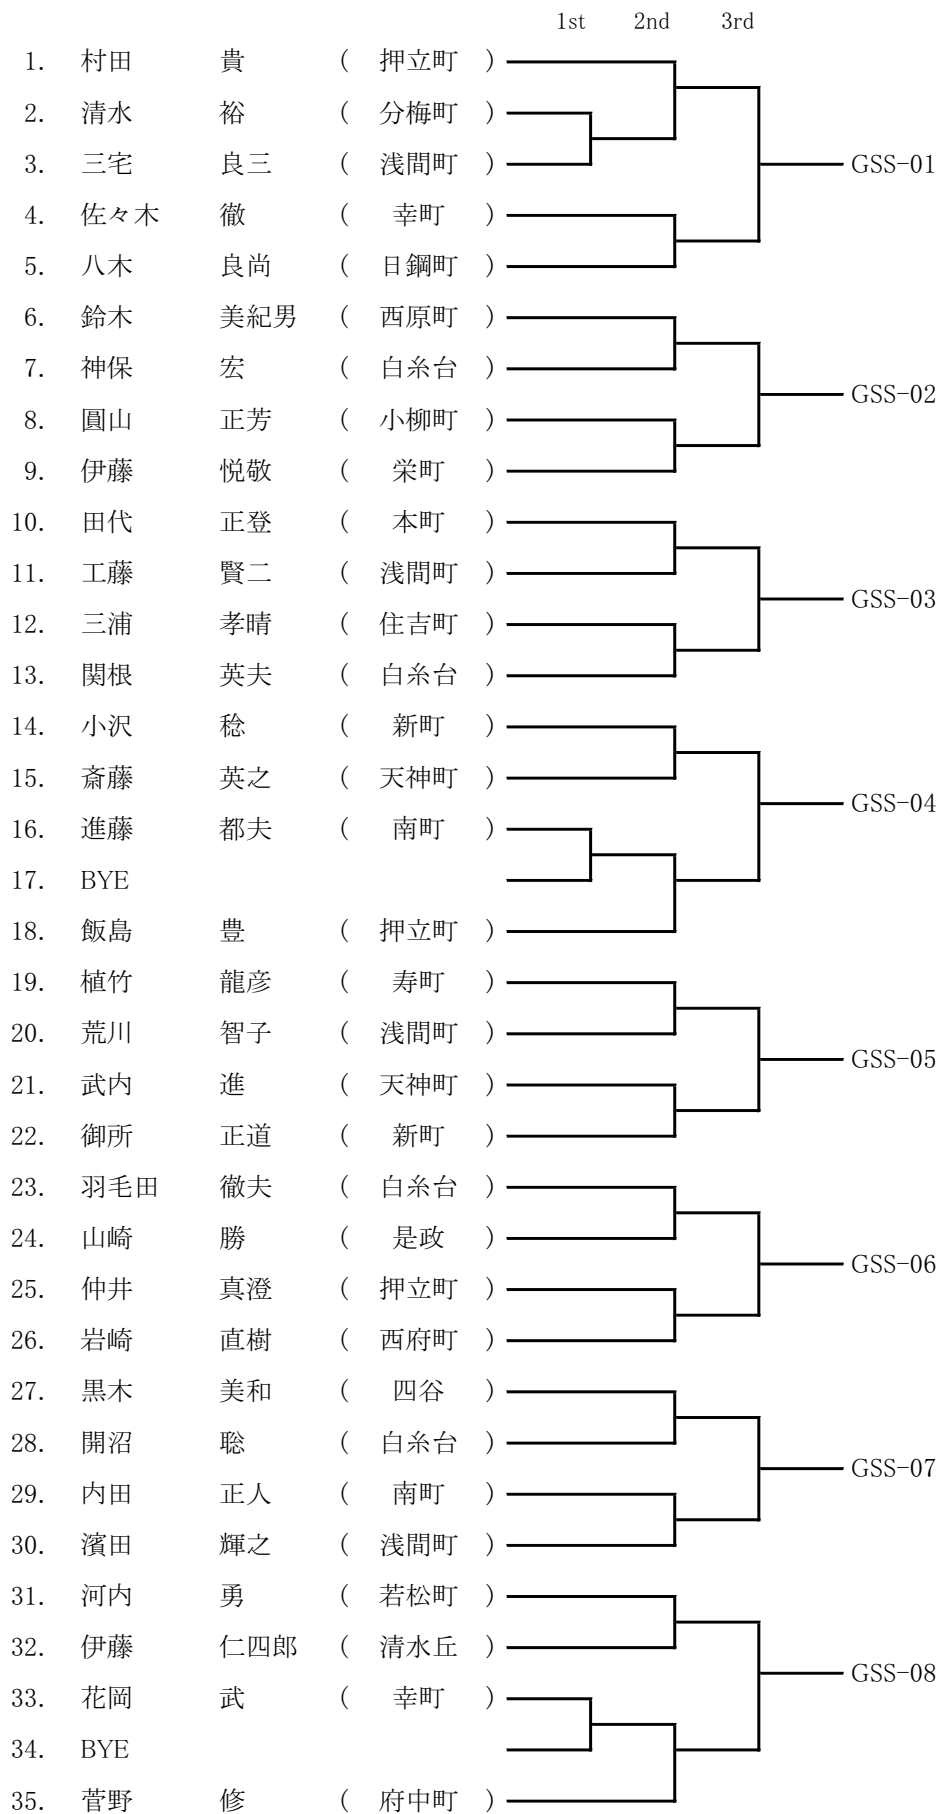 1st 2nd 3rd
1. 村田 貴 ( 押立町 )
2. 清水 裕 ( 分梅町 )
3. 三宅 良三 ( 浅間町 ) GSS-01
4. 佐々木 徹 ( 幸町 )
5. 八木 良尚 ( 日鋼町 )
6. 鈴木 美紀男 ( 西原町 )
7. 神保 宏 ( 白糸台 )
GSS-02
8. 圓山 正芳 ( 小柳町 )
9. 伊藤 悦敬 ( 栄町 )
10. 田代 正登 ( 本町 )
11. 工藤 賢二 ( 浅間町 )
GSS-03
12. 三浦 孝晴 ( 住吉町 )
13. 関根 英夫 ( 白糸台 )
14. 小沢 稔 ( 新町 )
15. 斎藤 英之 ( 天神町 )
GSS-04
16. 進藤 都夫 ( 南町 )
17. BYE
18. 飯島 豊 ( 押立町 )
19. 植竹 龍彦 ( 寿町 )
20. 荒川 智子 ( 浅間町 )
GSS-05
21. 武内 進 ( 天神町 )
22. 御所 正道 ( 新町 )
23. 羽毛田 徹夫 ( 白糸台 )
24. 山崎 勝 ( 是政 )
GSS-06
25. 仲井 真澄 ( 押立町 )
26. 岩崎 直樹 ( 西府町 )
27. 黒木 美和 ( 四谷 )
28. 開沼 聡 ( 白糸台 )
GSS-07
29. 内田 正人 ( 南町 )
30. 濱田 輝之 ( 浅間町 )
31. 河内 勇 ( 若松町 )
32. 伊藤 仁四郎 ( 清水丘 )
GSS-08
33. 花岡 武 ( 幸町 )
34. BYE
35. 菅野 修 ( 府中町 )